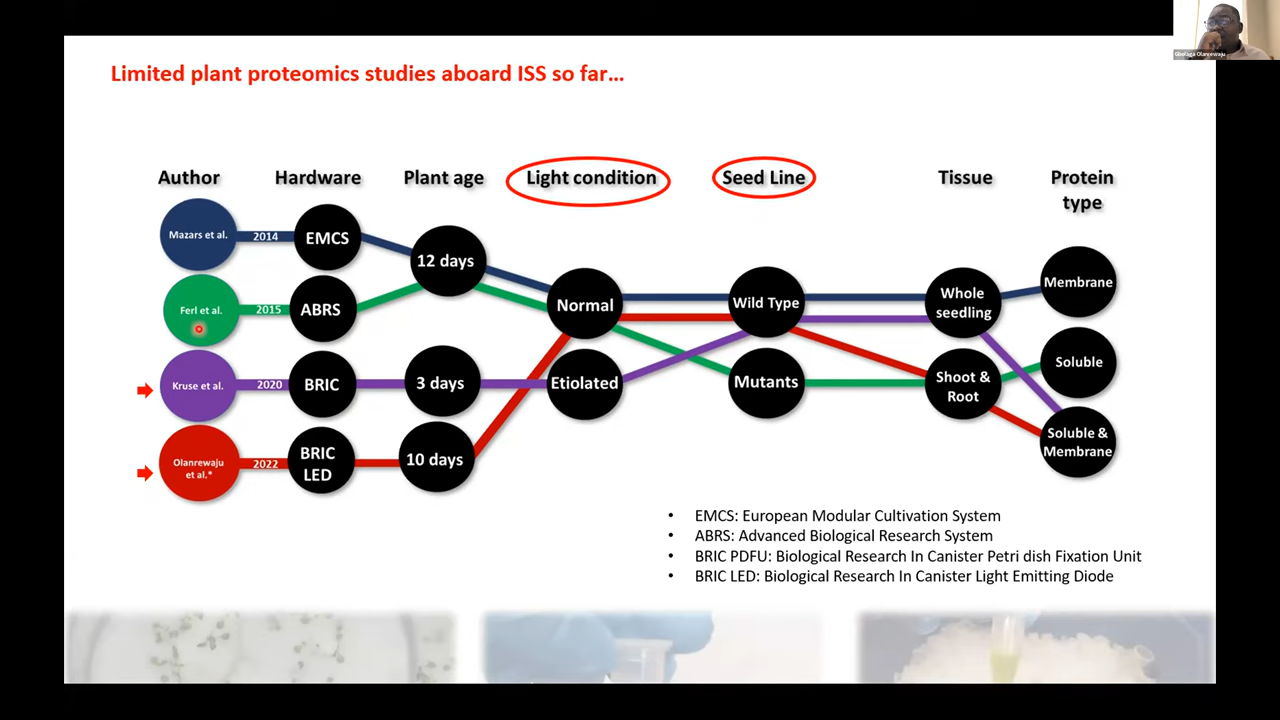 Limited plant proteomics studies aboard ISS so far…
Gbolaga Olanrewaju
Author
Hardware
Plant age
Light condition
Seed Line
Tissue
Protein
type
Mazars et al.
2014
EMCS
12 days
Normal
Wild Type
Whole
seedling
Membrane
Ferl et al.
2015
ABRS
Soluble
Kruse et al.
2020
BRIC
3 days
Etiolated
Mutants
Shoot &
Root
Soluble &
Membrane
Olanrewaju
et al.*
2022
BRIC
LED
10 days
• EMCS: European Modular Cultivation System
• ABRS: Advanced Biological Research System
• BRIC PDFU: Biological Research In Canister Petri dish Fixation Unit
• BRIC LED: Biological Research In Canister Light Emitting Diode